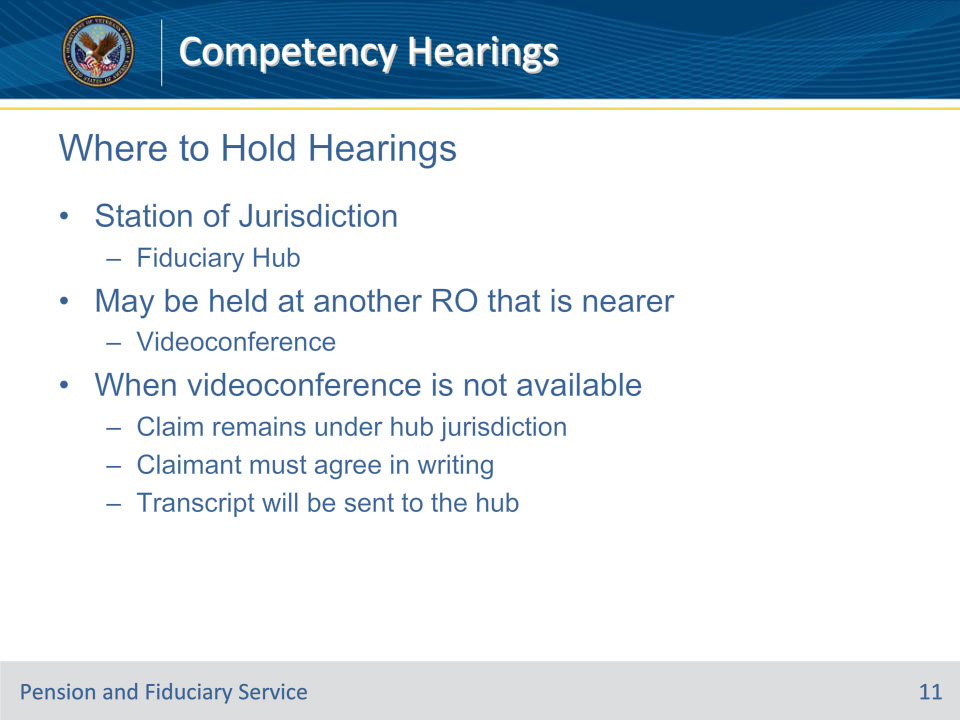 Competency Hearings
Where to Hold Hearings
• Station of Jurisdiction
– Fiduciary Hub
• May be held at another RO that is nearer
– Videoconference
• When videoconference is not available
– Claim remains under hub jurisdiction
– Claimant must agree in writing
– Transcript will be sent to the hub
Pension and Fiduciary Service
11
DEPARTMENT OF VETERANS AFFAIRS
UNITED STATES OF AMERICA